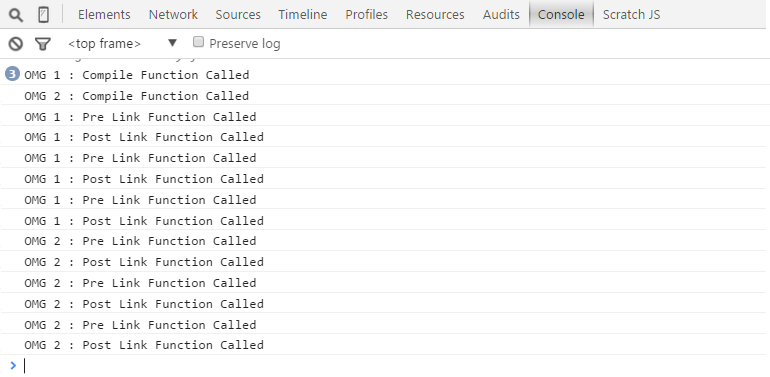 Elements Network Sources Timeline Profiles Resources Audits Console Scratch JS
<top frame> ▼ Preserve log
3 OMG 1 : Compile Function Called
OMG 2 : Compile Function Called
OMG 1 : Pre Link Function Called
OMG 1 : Post Link Function Called
OMG 1 : Pre Link Function Called
OMG 1 : Post Link Function Called
OMG 1 : Pre Link Function Called
OMG 1 : Post Link Function Called
OMG 2 : Pre Link Function Called
OMG 2 : Post Link Function Called
OMG 2 : Pre Link Function Called
OMG 2 : Post Link Function Called
OMG 2 : Pre Link Function Called
OMG 2 : Post Link Function Called
>